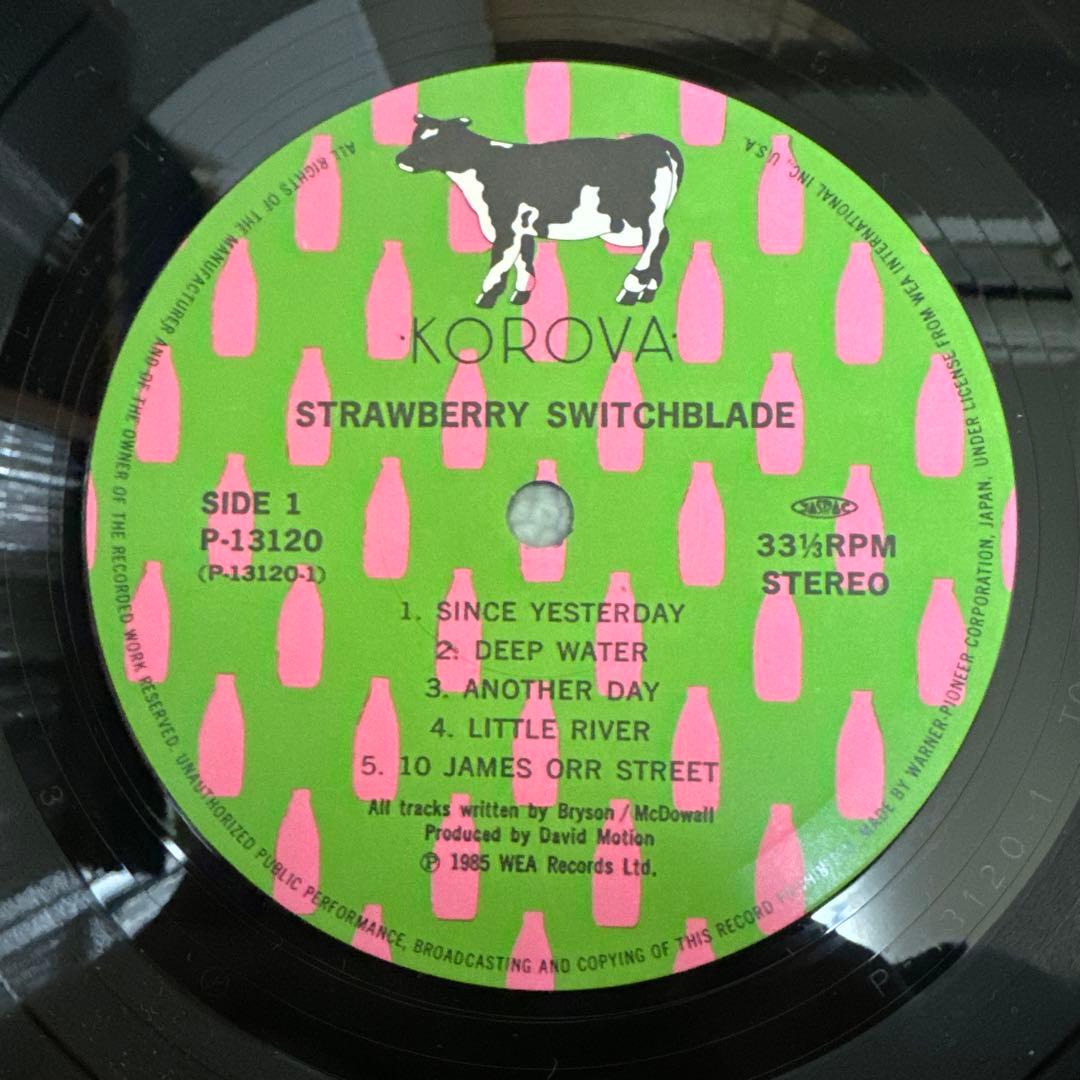 KOROVA
STRAWBERRY SWITCHBLADE
SIDE 1
P-13120
(P-13120-1)
JASRAC
33⅓RPM
STEREO
1. SINCE YESTERDAY
2. DEEP WATER
3. ANOTHER DAY
4. LITTLE RIVER
5. 10 JAMES ORR STREET
All tracks written by Bryson/McDowall
Produced by David Motion
℗ 1985 WEA Records Ltd.
ALL RIGHTS OF THE MANUFACTURER AND OF THE OWNER OF THE RECORDED WORK RESERVED. UNAUTHORIZED PUBLIC PERFORMANCE, BROADCASTING AND COPYING OF THIS RECORD PROHIBITED. MADE BY WARNER-PIONEER CORPORATION, JAPAN, UNDER LICENSE FROM WEA INTERNATIONAL INC., U.S.A.